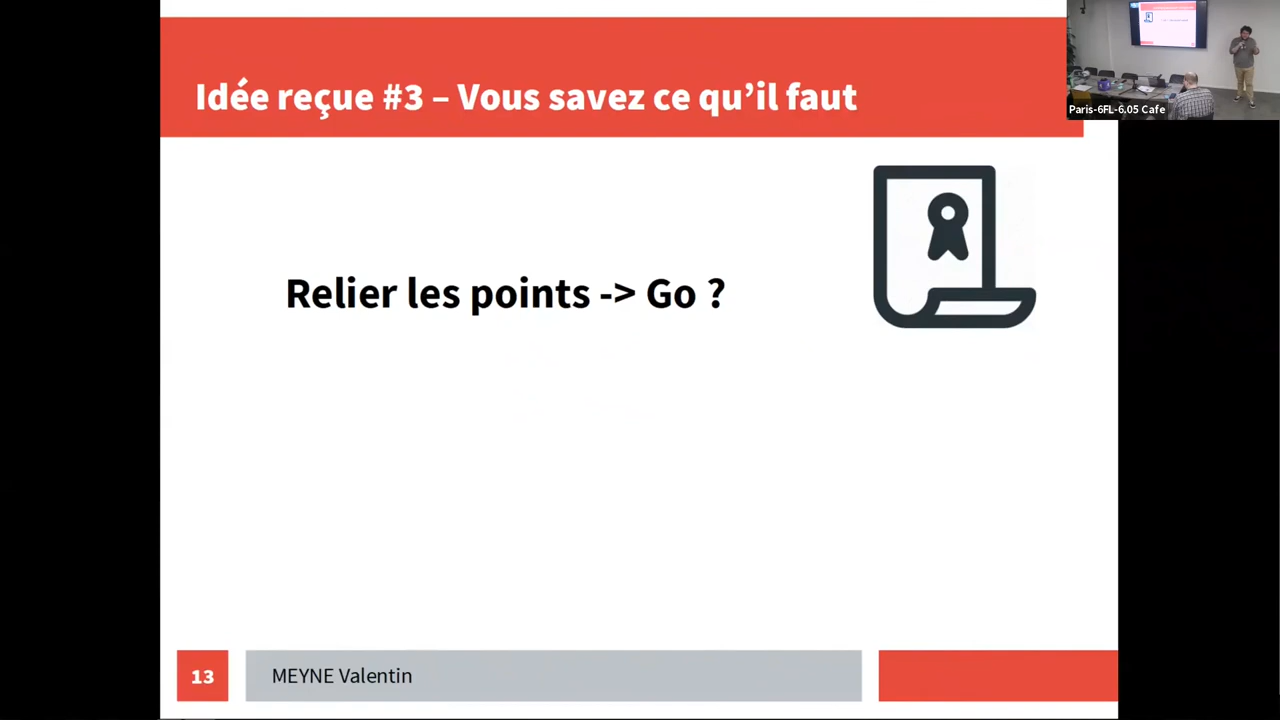 Idée reçue #3 – Vous savez ce qu’il faut
Paris-6FL-6.05 Cafe
Relier les points -> Go ?
13
MEYNE Valentin